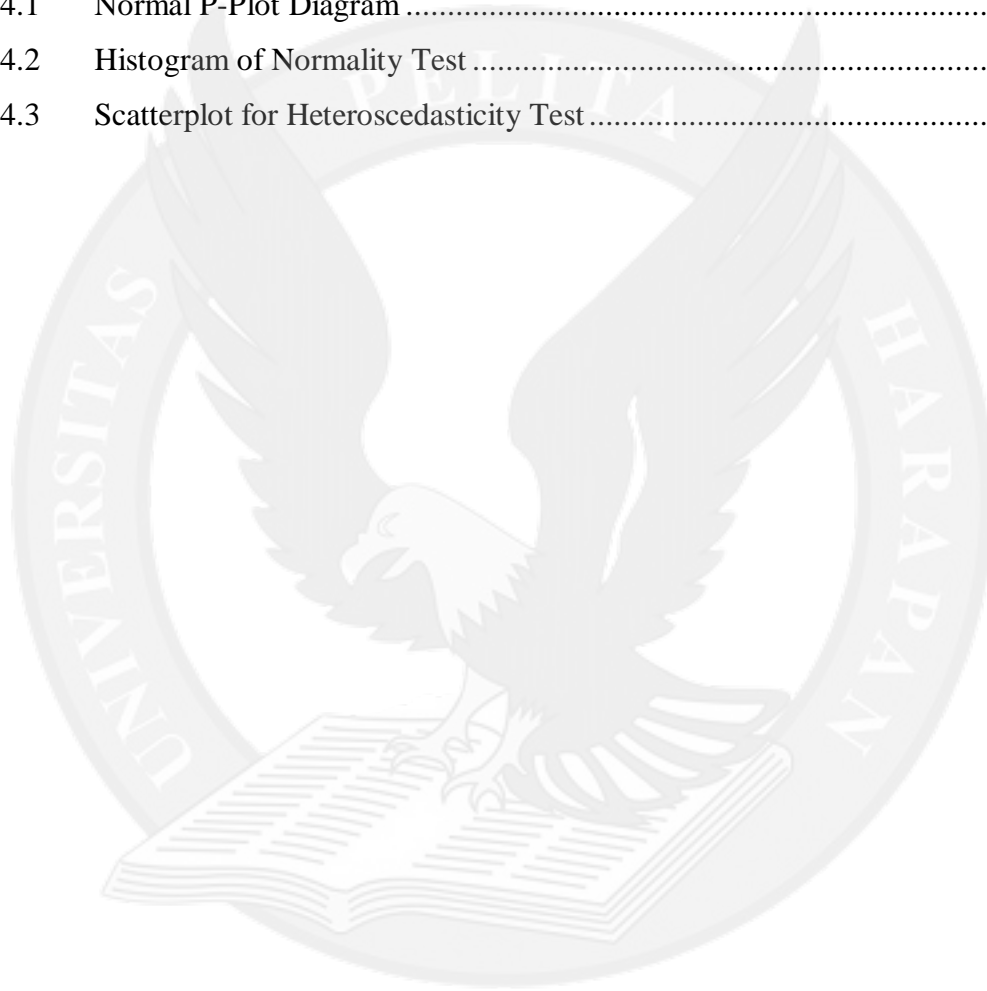 4.1 Normal P-Plot Diagram ..........................................................................
4.2 Histogram of Normality Test ..................................................................
4.3 Scatterplot for Heteroscedasticity Test ..................................................
UNIVERSITAS PELITA HARAPAN